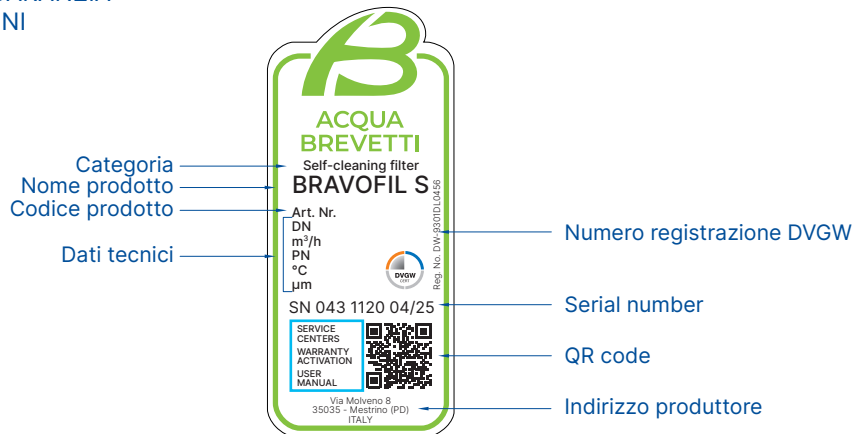 NI
ACQUA
BREVETTI
Categoria
Self-cleaning filter
Nome prodotto
BRAVOFIL S
Codice prodotto
Art. Nr.
Dati tecnici
DN
m³/h
PN
°C
µm
DVGW
CERT
Reg. No. DW-9301DL0456
Numero registrazione DVGW
SN 043 1120 04/25
Serial number
SERVICE
CENTERS
WARRANTY
ACTIVATION
USER
MANUAL
QR code
Via Molveno 8
35035 - Mestrino (PD)
ITALY
Indirizzo produttore